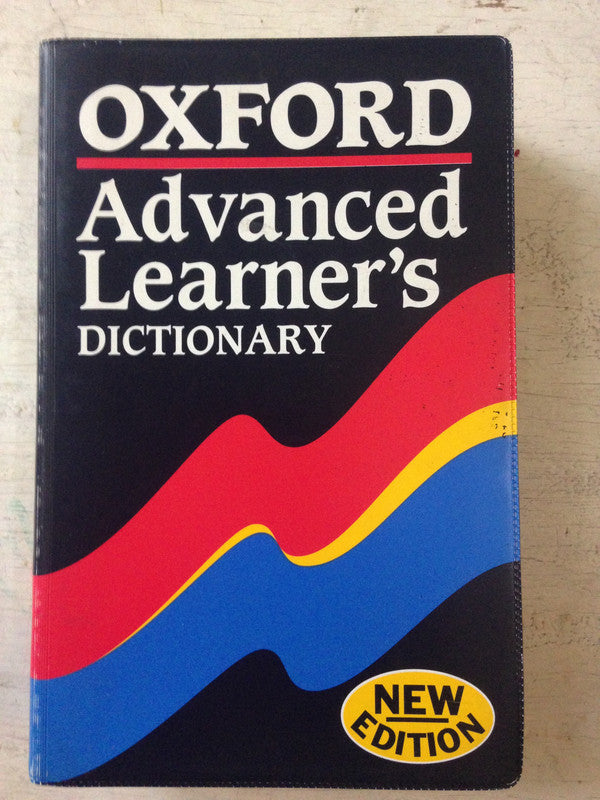 OXFORD
Advanced
Learner's
DICTIONARY
NEW
EDITION